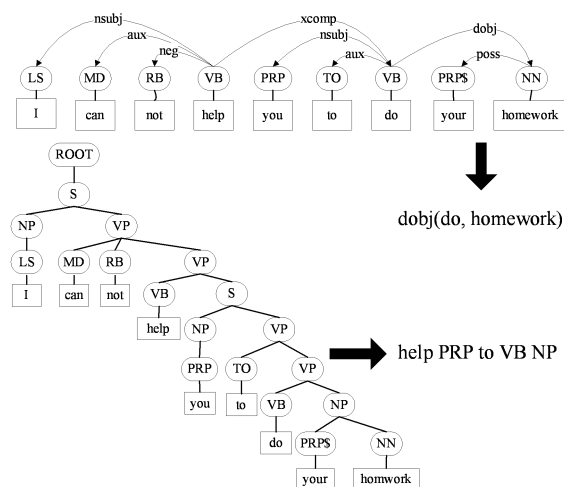 nsubj xcomp
aux neg nsubj aux dobj poss
LS MD RB VB PRP TO VB PRP$ NN
I can not help you to do your homework
ROOT
S
dobj(do, homework)
NP VP
LS MD RB VP
I can not VB S
help NP VP
help PRP to VB NP
PRP TO VP
you to VB NP
do PRP$ NN
your homwork